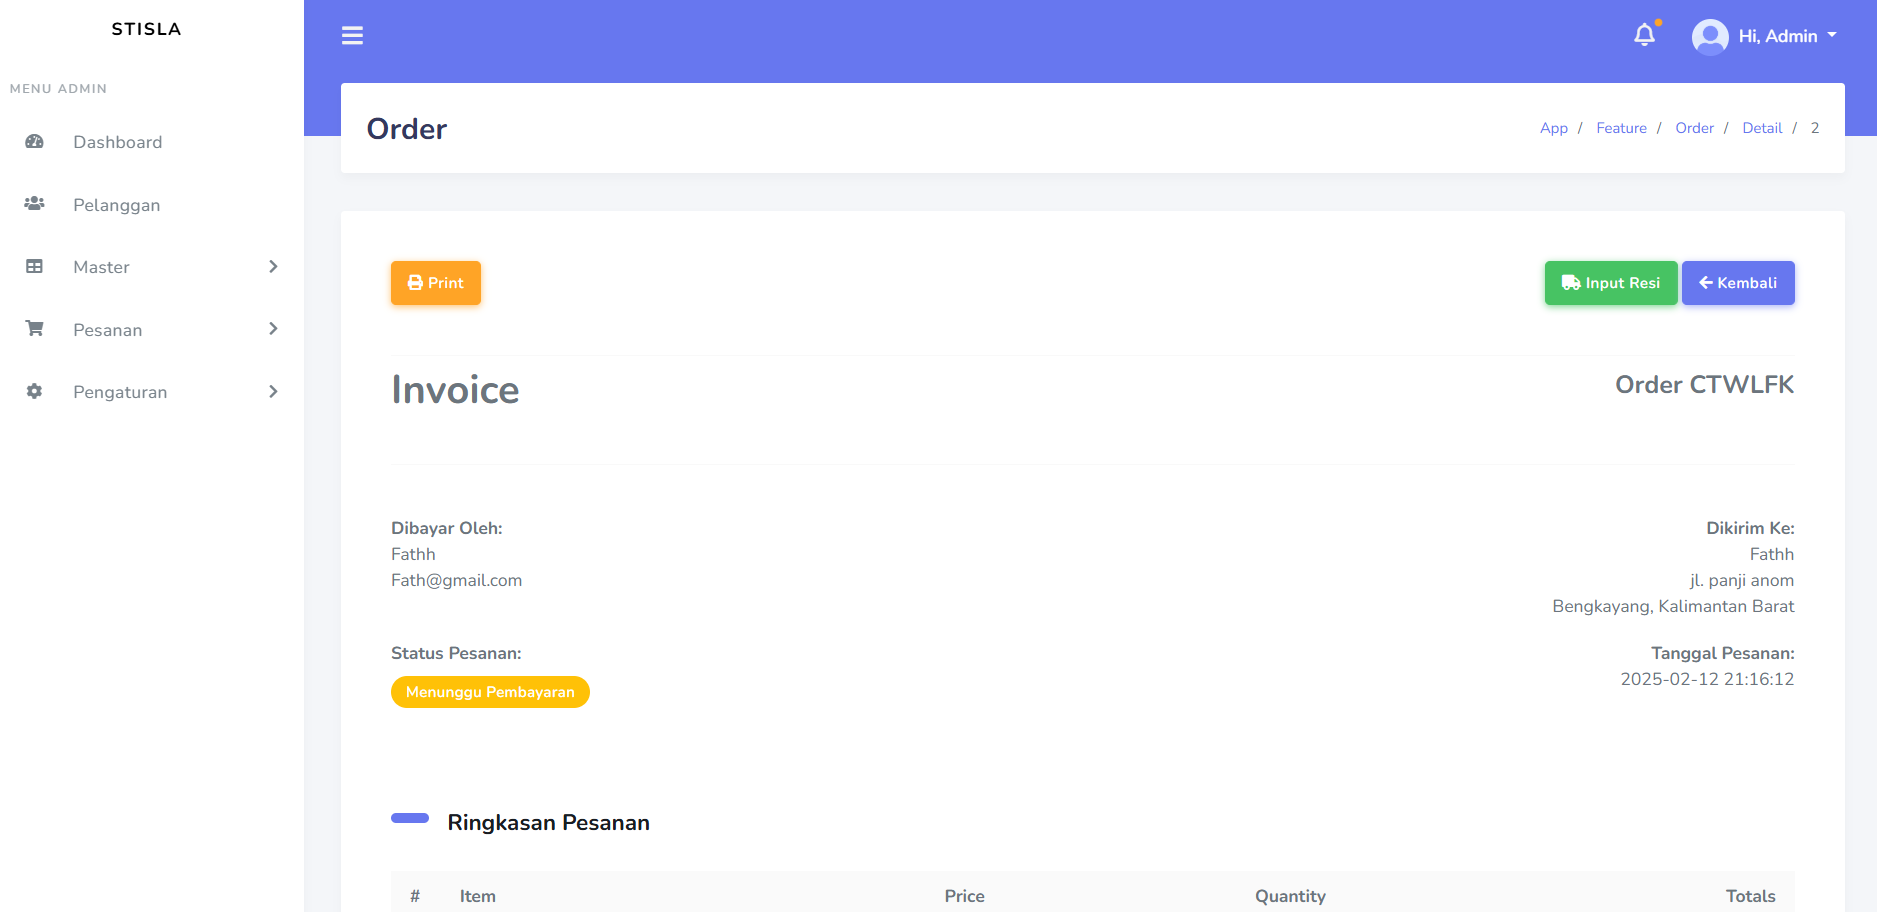 STISLA
MENU ADMIN
Dashboard
Pelanggan
Master
Pesanan
Pengaturan
Hi, Admin
Order
App / Feature / Order / Detail / 2
Print
Input Resi
Kembali
Invoice
Order CTWLFK
Dibayar Oleh:
Fathh
Fath@gmail.com
Dikirim Ke:
Fathh
jl. panji anom
Bengkayang, Kalimantan Barat
Status Pesanan:
Menunggu Pembayaran
Tanggal Pesanan:
2025-02-12 21:16:12
Ringkasan Pesanan
# Item Price Quantity Totals